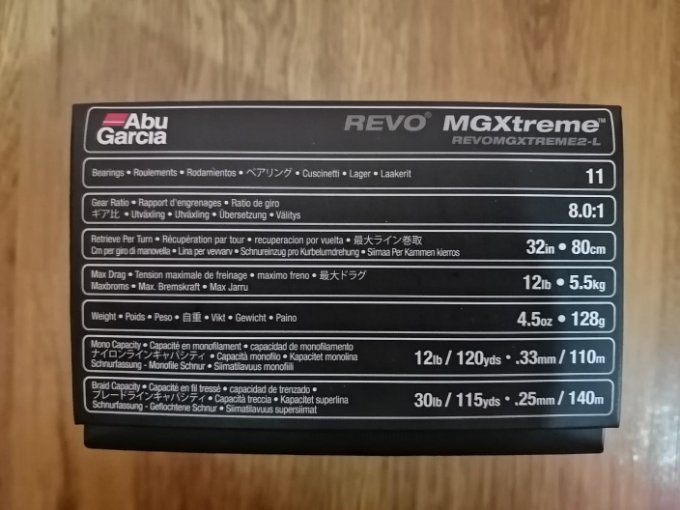 Abu
Garcia
REVO® MGXtreme™
REVOMGXTREME2-L
Bearings • Roulements • Rodamientos • ベアリング • Cuscinetti • Lager • Laakerit
11
Gear Ratio • Rapport d'engrenages • Ratio de giro
ギア比 • Utväxling • Utväxling • Übersetzung • Välitys
8.0:1
Retrieve Per Turn • Récupération par tour • recuperacion por vuelta • 最大ライン巻取
Cm per giro di manovella • Lina per vevvarv • Schnureinzug pro Kurbelumdrehung • Siimaa Per Kammen kierros
32in • 80cm
Max Drag • Tension maximale de freinage • maximo freno • 最大ドラグ
Maxbroms • Max. Bremskraft • Max Jarru
12lb • 5.5kg
Weight • Poids • Peso • 自重 • Vikt • Gewicht • Paino
4.5oz • 128g
Mono Capacity • Capacité en monofilament • capacidad de monofilamento
ナイロンラインキャパシティ • Capacità monofilo • Kapacitet monolina
Schnurfassung - Monofile Schnur • Siimatilavuus monofiili
12lb / 120yds • .33mm / 110m
Braid Capacity • Capacité en fil tressé • capacidad de trenzado •
ブレードラインキャパシティ • Capacità treccia • Kapacitet superlina
Schnurfassung - Geflochtene Schnur • Siimatilavuus supersiimat
30lb / 115yds • .25mm / 140m